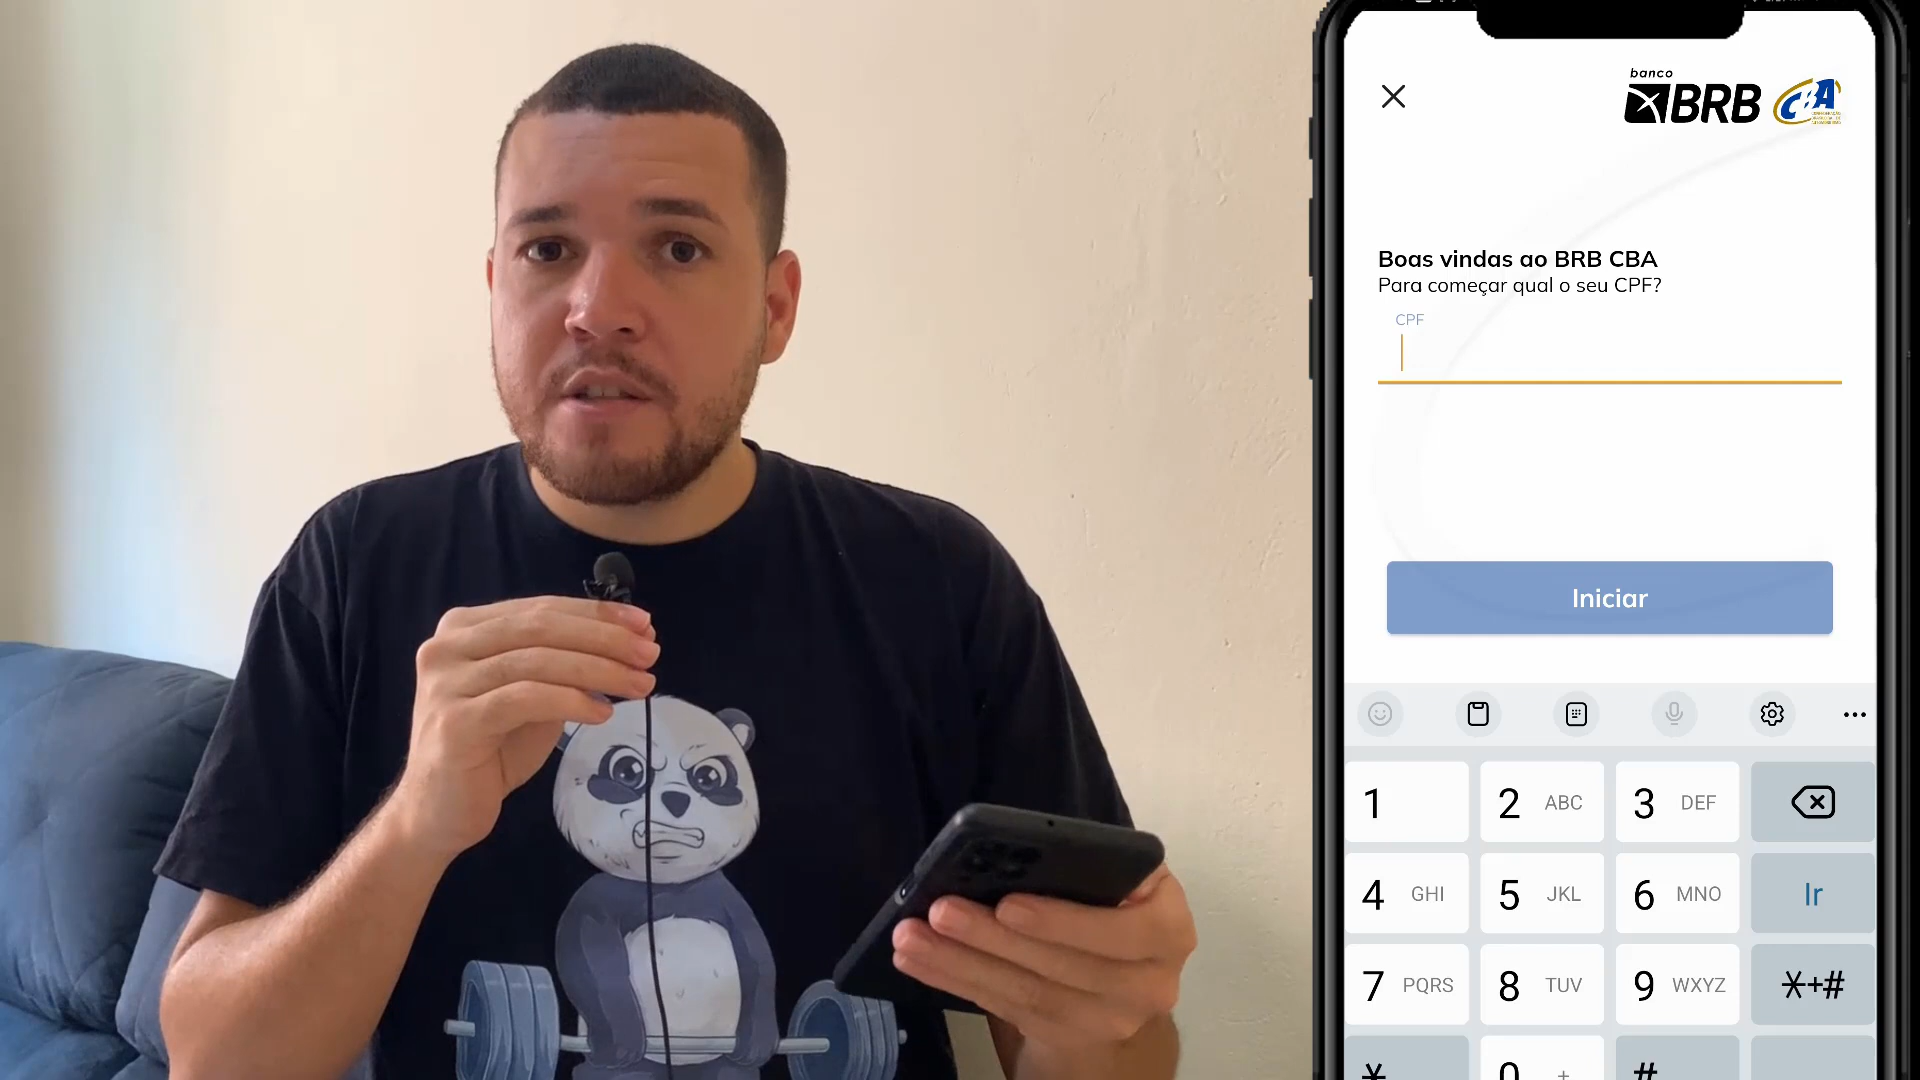 banco
BRB CBA
Boas vindas ao BRB CBA
Para começar qual o seu CPF?
CPF
Iniciar
1
2 ABC
3 DEF
4 GHI
5 JKL
6 MNO
Ir
7 PQRS
8 TUV
9 WXYZ
*+#
*
0 +
#